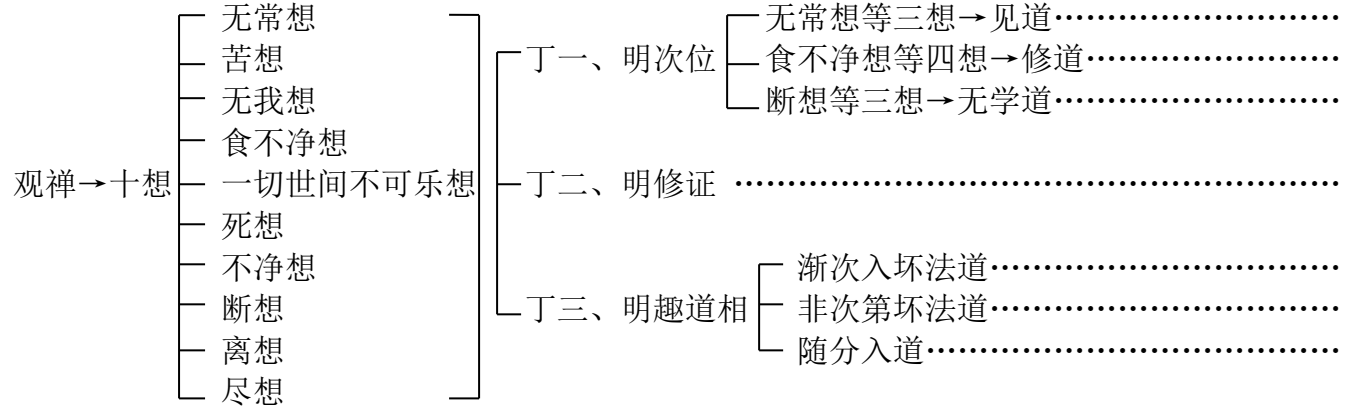 观禅→十想
无常想
苦想
无我想
食不净想
一切世间不可乐想
死想
不净想
断想
离想
尽想
丁一、明次位
无常想等三想→见道………………………
食不净想等四想→修道……………………
断想等三想→无学道………………………
丁二、明修证 …………………………………………………
丁三、明趣道相
渐次入坏法道……………………………
非次第坏法道……………………………
随分入道…………………………………